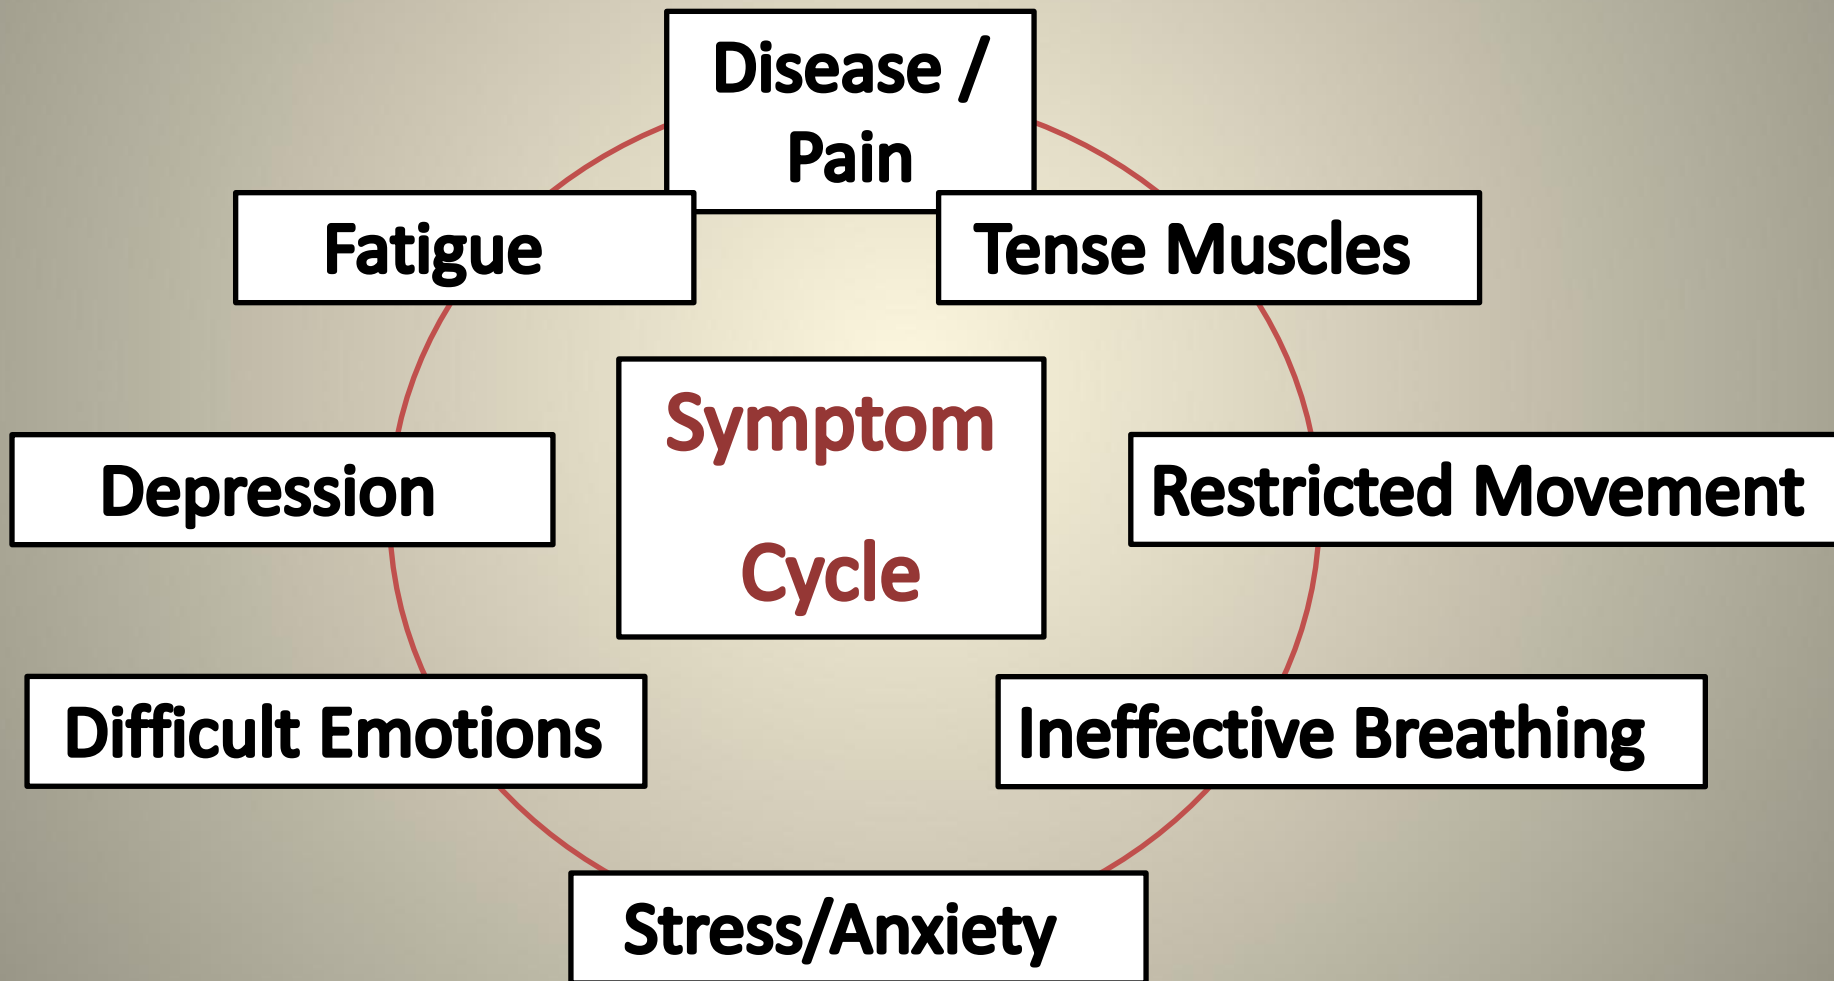 Disease /
Pain
Fatigue
Tense Muscles
Symptom
Cycle
Depression
Restricted Movement
Difficult Emotions
Ineffective Breathing
Stress/Anxiety